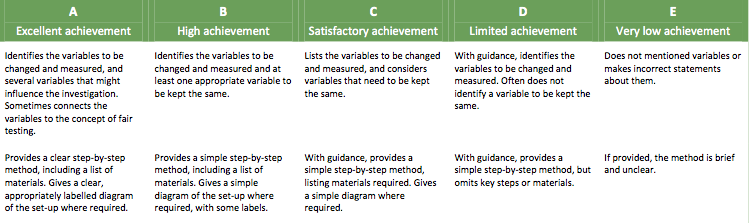 A
Excellent achievement
B
High achievement
C
Satisfactory achievement
D
Limited achievement
E
Very low achievement
Identifies the variables to be
changed and measured, and
several variables that might
influence the investigation.
Sometimes connects the
variables to the concept of fair
testing.
Identifies the variables to be
changed and measured and at
least one appropriate variable to
be kept the same.
Lists the variables to be changed
and measured, and considers
variables that need to be kept
the same.
With guidance, identifies the
variables to be changed and
measured. Often does not
identify a variable to be kept the
same.
Does not mentioned variables or
makes incorrect statements
about them.
Provides a clear step-by-step
method, including a list of
materials. Gives a clear,
appropriately labelled diagram
of the set-up where required.
Provides a simple step-by-step
method, including a list of
materials. Gives a simple
diagram of the set-up where
required, with some labels.
With guidance, provides a
simple step-by-step method,
listing materials required. Gives
a simple diagram where
required.
With guidance, provides a
simple step-by-step method, but
omits key steps or materials.
If provided, the method is brief
and unclear.